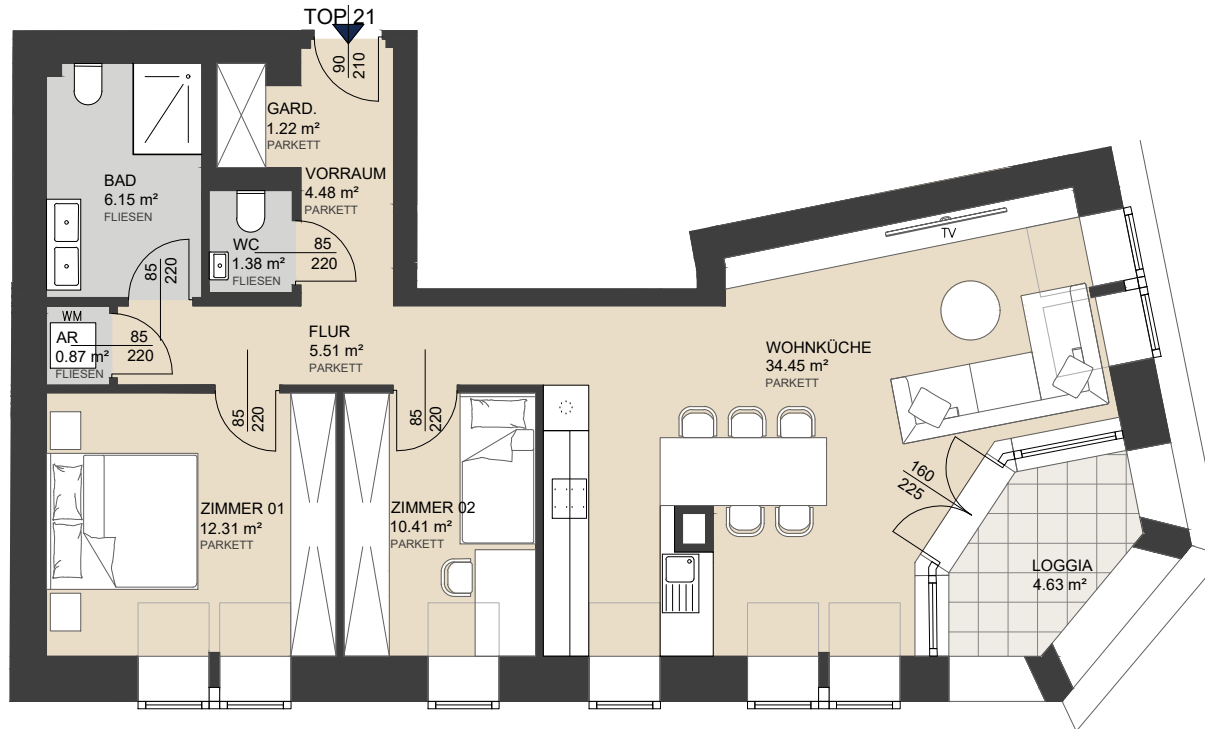 TOP 21
90
210
GARD.
1.22 m²
PARKETT
VORRAUM
4.48 m²
PARKETT
BAD
6.15 m²
FLIESEN
WC
1.38 m²
FLIESEN
85
220
85
220
WM
AR
0.87 m²
FLIESEN
85
220
FLUR
5.51 m²
PARKETT
TV
WOHNKÜCHE
34.45 m²
PARKETT
85
220
85
220
ZIMMER 01
12.31 m²
PARKETT
ZIMMER 02
10.41 m²
PARKETT
160
225
LOGGIA
4.63 m²